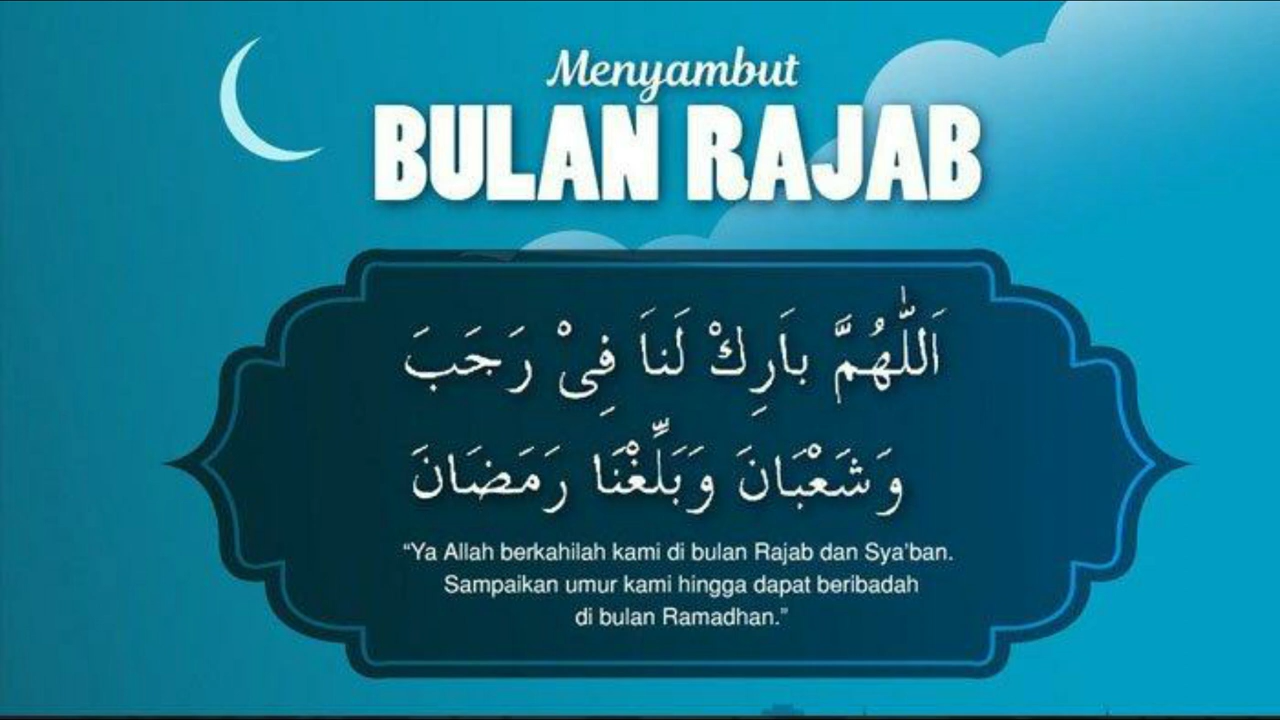 Menyambut
BULAN RAJAB
اَللّٰهُمَّ بَارِكْ لَنَا فِىْ رَجَبَ
وَشَعْبَانَ وَبَلِّغْنَا رَمَضَانَ
“Ya Allah berkahilah kami di bulan Rajab dan Sya’ban.
Sampaikan umur kami hingga dapat beribadah
di bulan Ramadhan.”